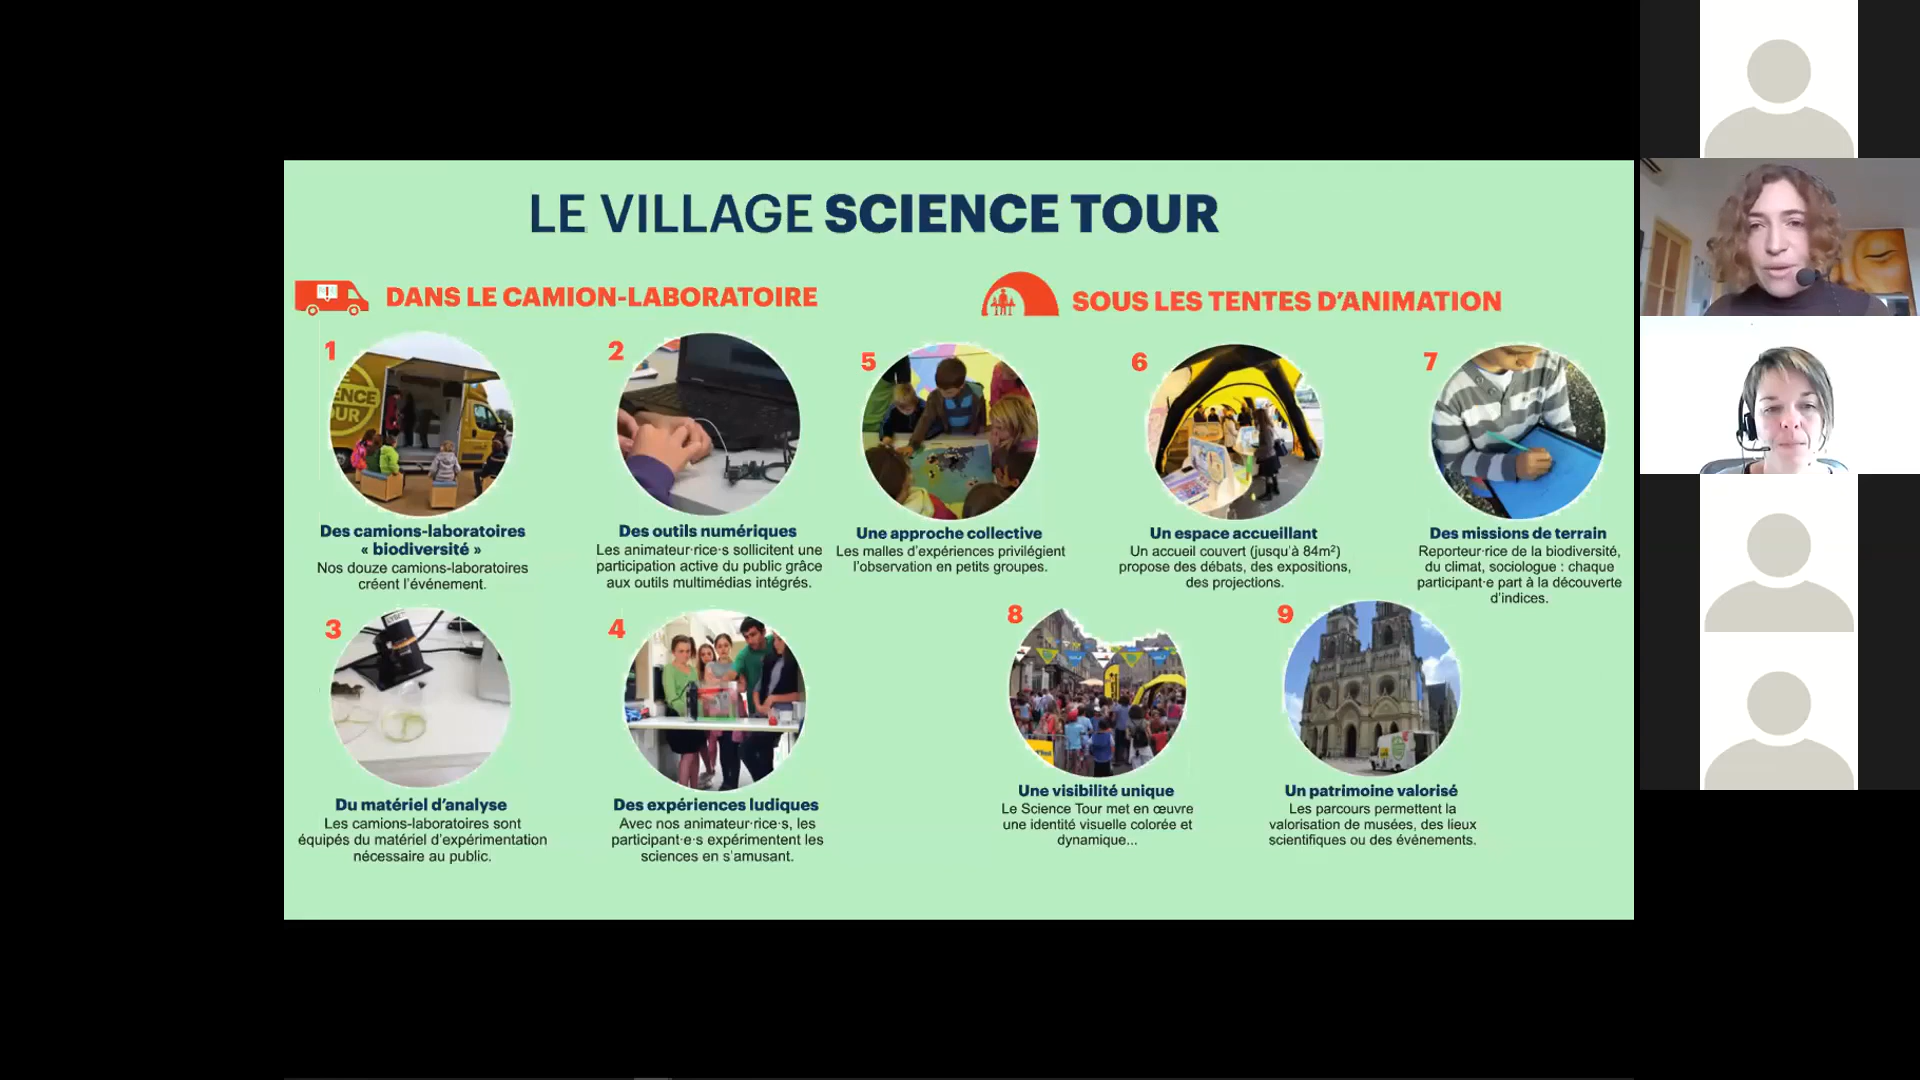 LE VILLAGE SCIENCE TOUR
DANS LE CAMION-LABORATOIRE
1
Des camions-laboratoires
« biodiversité »
Nos douze camions-laboratoires
créent l'événement.
2
Des outils numériques
Les animateur·rice·s sollicitent une
participation active du public grâce
aux outils multimédias intégrés.
3
Du matériel d'analyse
Les camions-laboratoires sont
équipés du matériel d'expérimentation
nécessaire au public.
4
Des expériences ludiques
Avec nos animateur·rice·s, les
participant·e·s expérimentent les
sciences en s'amusant.
SOUS LES TENTES D'ANIMATION
5
Une approche collective
Les malles d'expériences privilégient
l'observation en petits groupes.
6
Un espace accueillant
Un accueil couvert (jusqu'à 84m²)
propose des débats, des expositions,
des projections.
7
Des missions de terrain
Reporteur·rice de la biodiversité,
du climat, sociologue : chaque
participant·e part à la découverte
d'indices.
8
Une visibilité unique
Le Science Tour met en œuvre
une identité visuelle colorée et
dynamique...
9
Un patrimoine valorisé
Les parcours permettent la
valorisation de musées, des lieux
scientifiques ou des événements.
ENCE
OUR